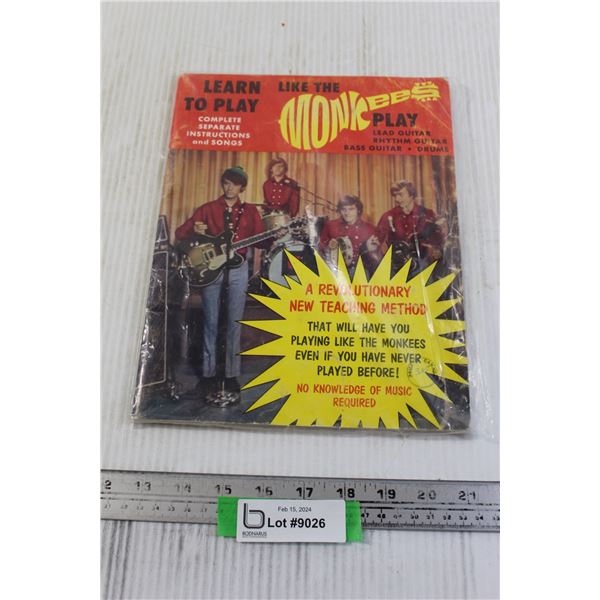 LEARN TO PLAY
LIKE THE
MONKEES
PLAY
COMPLETE
SEPARATE
INSTRUCTIONS
and SONGS
LEAD GUITAR
RHYTHM GUITAR
BASS GUITAR • DRUMS
A REVOLUTIONARY
NEW TEACHING METHOD
THAT WILL HAVE YOU
PLAYING LIKE THE MONKEES
EVEN IF YOU HAVE NEVER
PLAYED BEFORE!
NO KNOWLEDGE OF MUSIC
REQUIRED
2 13 14 15 16 17 18 19 20 21
Feb 15, 2024
Lot #9026
BODNARUS